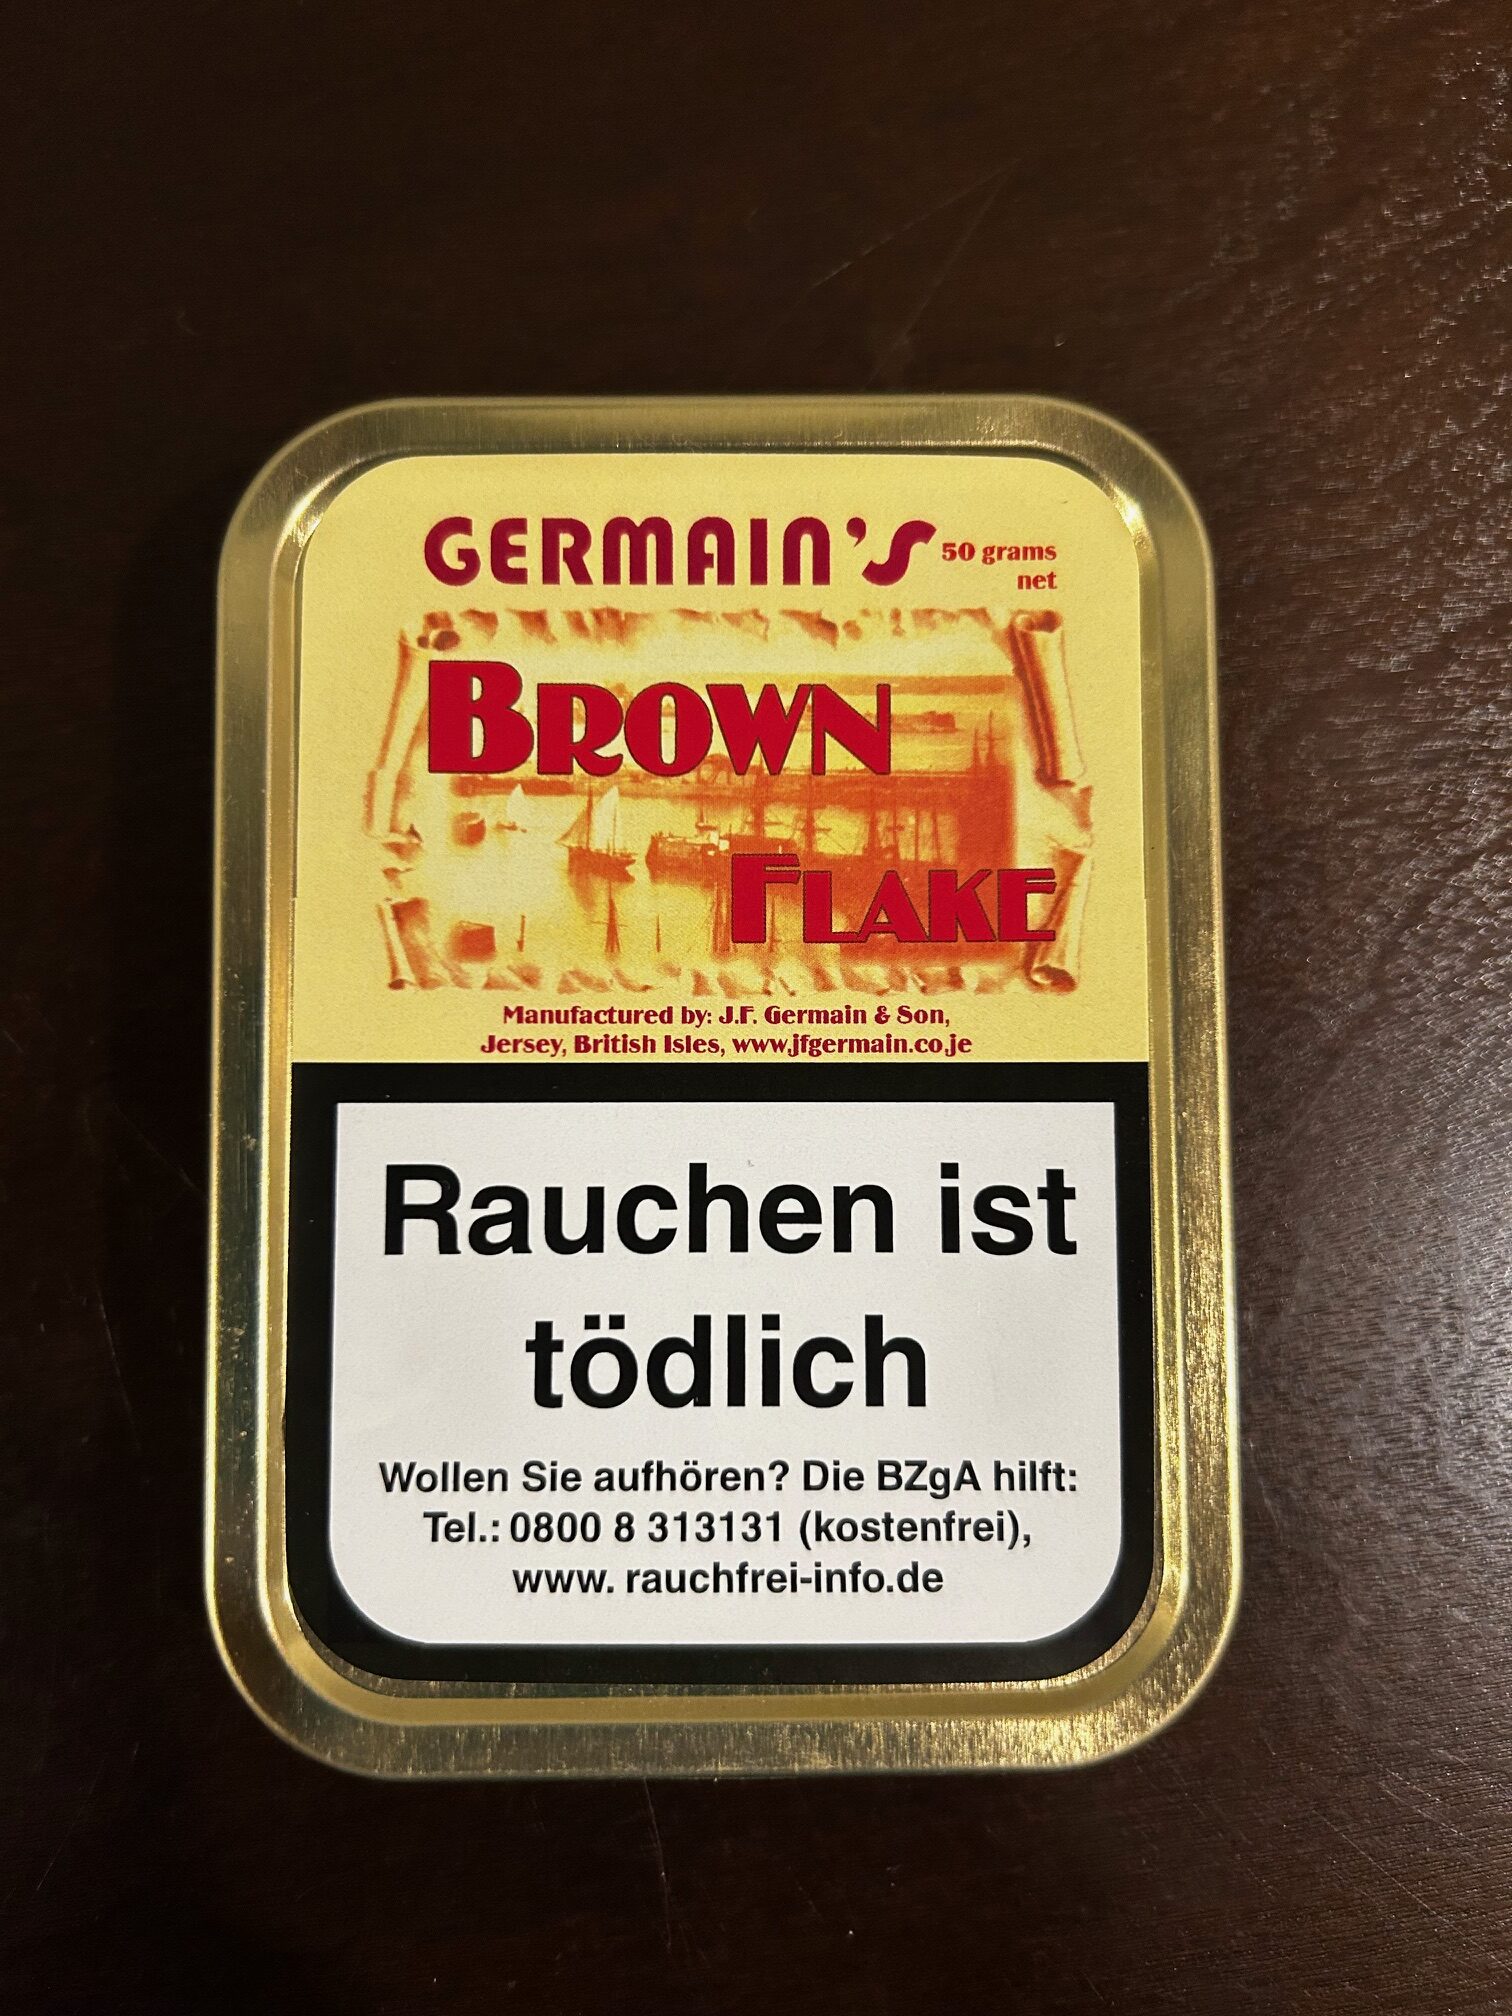 GERMAIN'S
50 grams
net
BROWN
FLAKE
Manufactured by: J.F. Germain & Son,
Jersey, British Isles, www.jfgermain.co.je
Rauchen ist
tödlich
Wollen Sie aufhören? Die BZgA hilft:
Tel.: 0800 8 313131 (kostenfrei),
www. rauchfrei-info.de